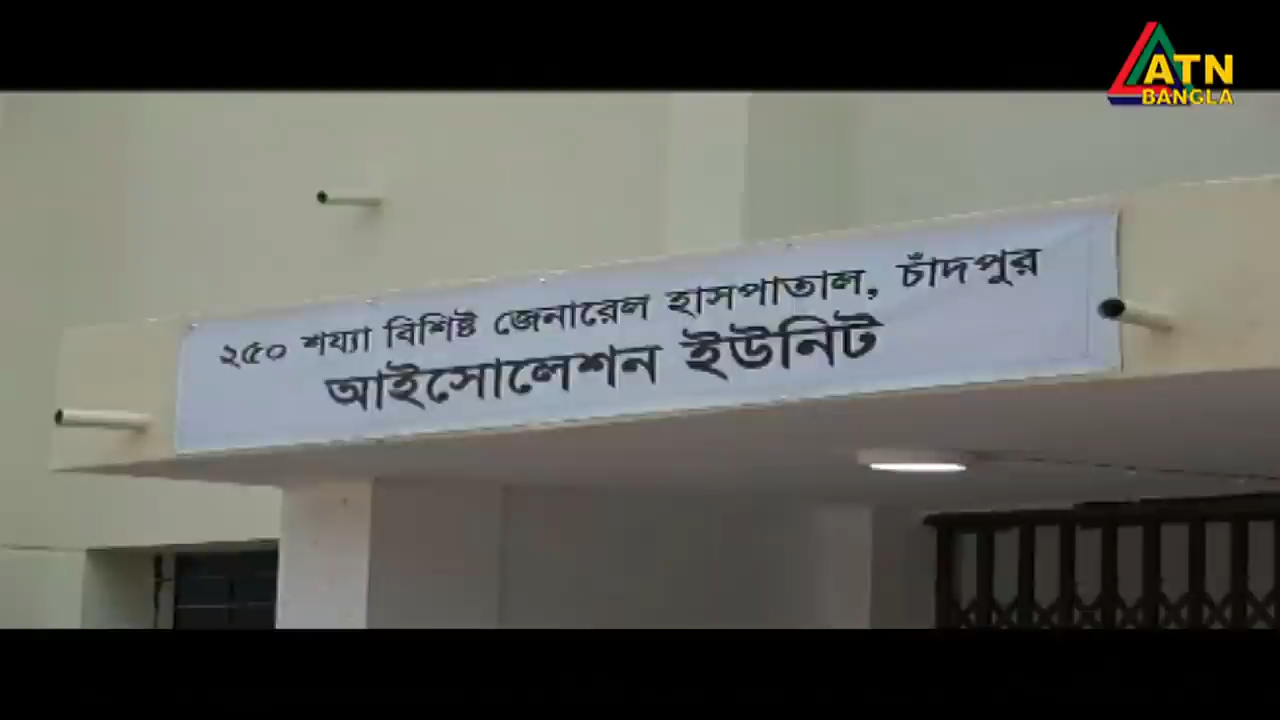 ATN
BANGLA
২৫০ শয্যা বিশিষ্ট জেনারেল হাসপাতাল, চাঁদপুর
আইসোলেশন ইউনিট